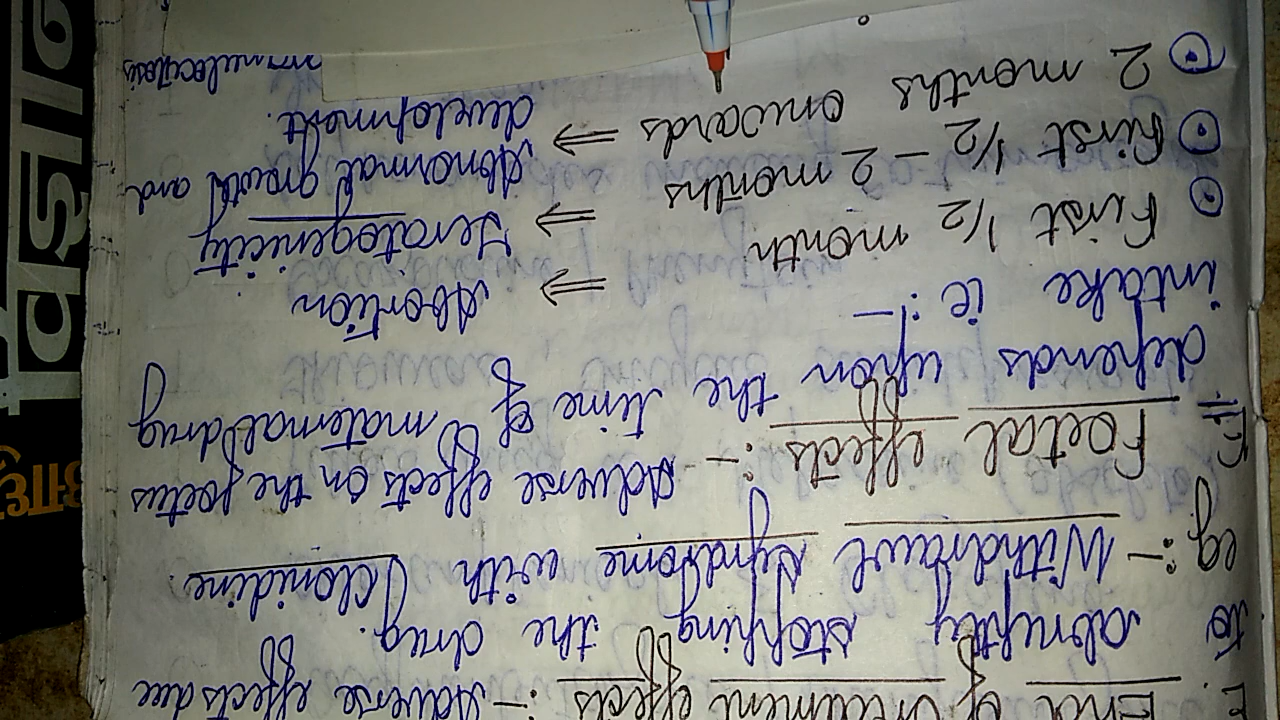 E. End of treatment effects :- Adverse effects due
to abruptly stopping the drug.
eg :- Withdrawl syndrome with Clonidine
F. Foetal effects :- Adverse effects on the foetus
depends upon the time of maternal drug
intake ie :-
First 1/2 month ⇒ Abortion
First 1/2 - 2 months ⇒ Teratogenicity
2 months onwards ⇒ Abnormal growth and
development.